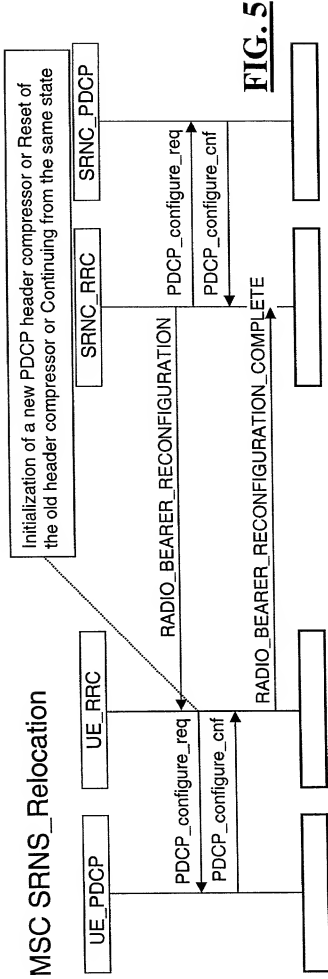 MSC SRNS_Relocation
Initialization of a new PDCP header compressor or Reset of
the old header compressor or Continuing from the same state
UE_PDCP
UE_RRC
SRNC_RRC
SRNC_PDCP
RADIO_BEARER_RECONFIGURATION
PDCP_configure_req
PDCP_configure_req
PDCP_configure_cnf
PDCP_configure_cnf
RADIO_BEARER_RECONFIGURATION_COMPLETE
FIG. 5